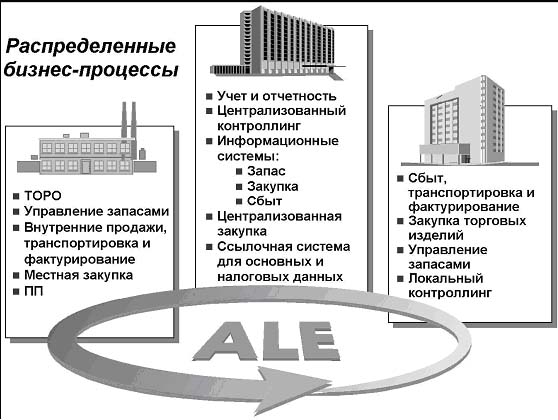 Распределенные
бизнес-процессы
■ ТОРО
■ Управление запасами
■ Внутренние продажи,
транспортировка и
фактурирование
■ Местная закупка
■ ПП
■ Учет и отчетность
■ Централизованный
контроллинг
■ Информационные
системы:
■ Запас
■ Закупка
■ Сбыт
■ Централизованная
закупка
■ Ссылочная система
для основных и
налоговых данных
■ Сбыт,
транспортировка и
фактурирование
■ Закупка торговых
изделий
■ Управление
запасами
■ Локальный
контроллинг
ALE